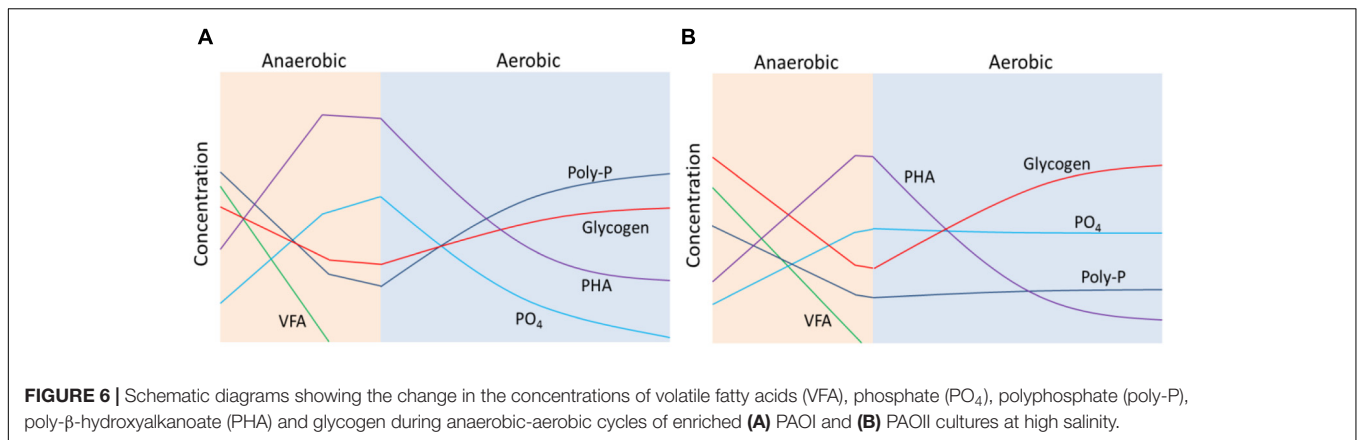 A
Anaerobic
Aerobic
Concentration
Poly-P
Glycogen
PHA
PO₄
VFA
B
Anaerobic
Aerobic
Concentration
Glycogen
PHA
PO₄
Poly-P
VFA
FIGURE 6 | Schematic diagrams showing the change in the concentrations of volatile fatty acids (VFA), phosphate (PO₄), polyphosphate (poly-P),
poly-β-hydroxyalkanoate (PHA) and glycogen during anaerobic-aerobic cycles of enriched (A) PAOI and (B) PAOII cultures at high salinity.